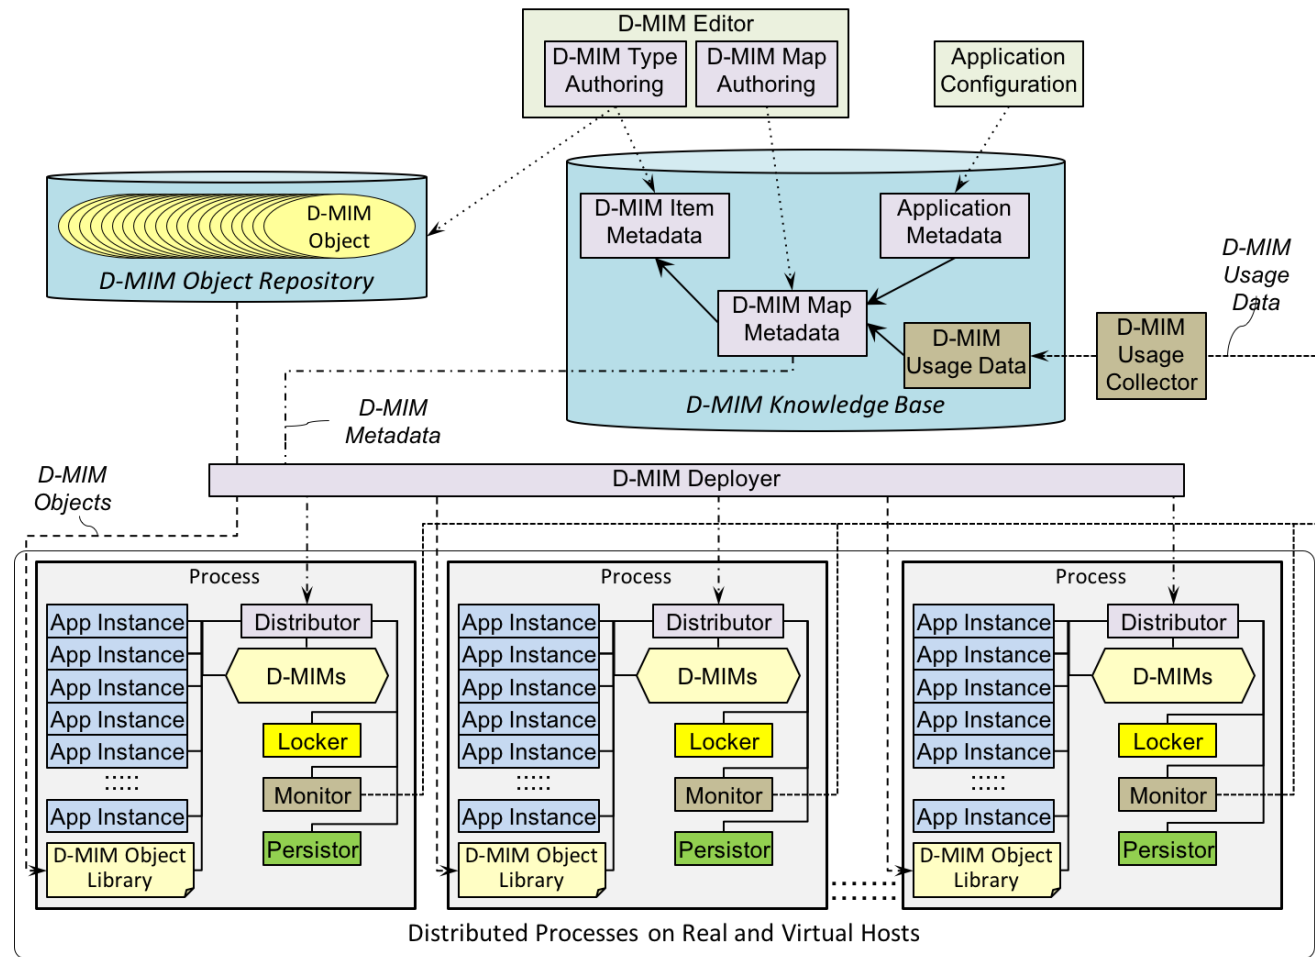 D-MIM Editor
D-MIM Type
Authoring
D-MIM Map
Authoring
Application
Configuration
D-MIM
Object
D-MIM Object Repository
D-MIM Item
Metadata
Application
Metadata
D-MIM Map
Metadata
D-MIM
Usage Data
D-MIM Knowledge Base
D-MIM
Usage
Collector
D-MIM
Usage
Data
D-MIM
Metadata
D-MIM
Objects
D-MIM Deployer
Process
App Instance
App Instance
App Instance
App Instance
App Instance
App Instance
D-MIM Object
Library
Distributor
D-MIMs
Locker
Monitor
Persistor
Process
App Instance
App Instance
App Instance
App Instance
App Instance
App Instance
D-MIM Object
Library
Distributor
D-MIMs
Locker
Monitor
Persistor
Process
App Instance
App Instance
App Instance
App Instance
App Instance
App Instance
D-MIM Object
Library
Distributor
D-MIMs
Locker
Monitor
Persistor
Distributed Processes on Real and Virtual Hosts